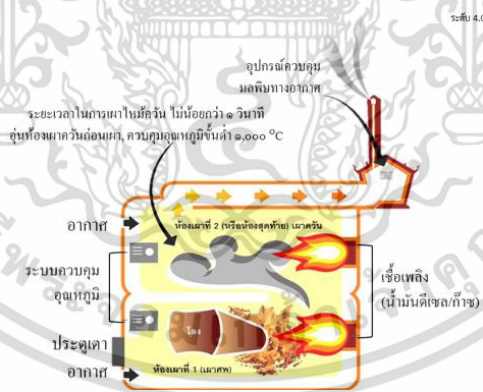 ระดับ 4.0
อุปกรณ์ควบคุม
มลพิษทางอากาศ
ระยะเวลาในการเผาไหม้ควัน ไม่น้อยกว่า ๑ วินาที
อุ่นห้องเผาควันก่อนเผา, ควบคุมอุณหภูมิขั้นต่ำ ๑,๐๐๐ °C
อากาศ
ห้องเผาที่ 2 (หรือห้องสุดท้าย) เผาควัน
ระบบควบคุม
อุณหภูมิ
เชื้อเพลิง
(น้ำมันดีเซล/ก๊าซ)
โลง
ประตูเตา
อากาศ
ห้องเผาที่ 1 (เผาศพ)